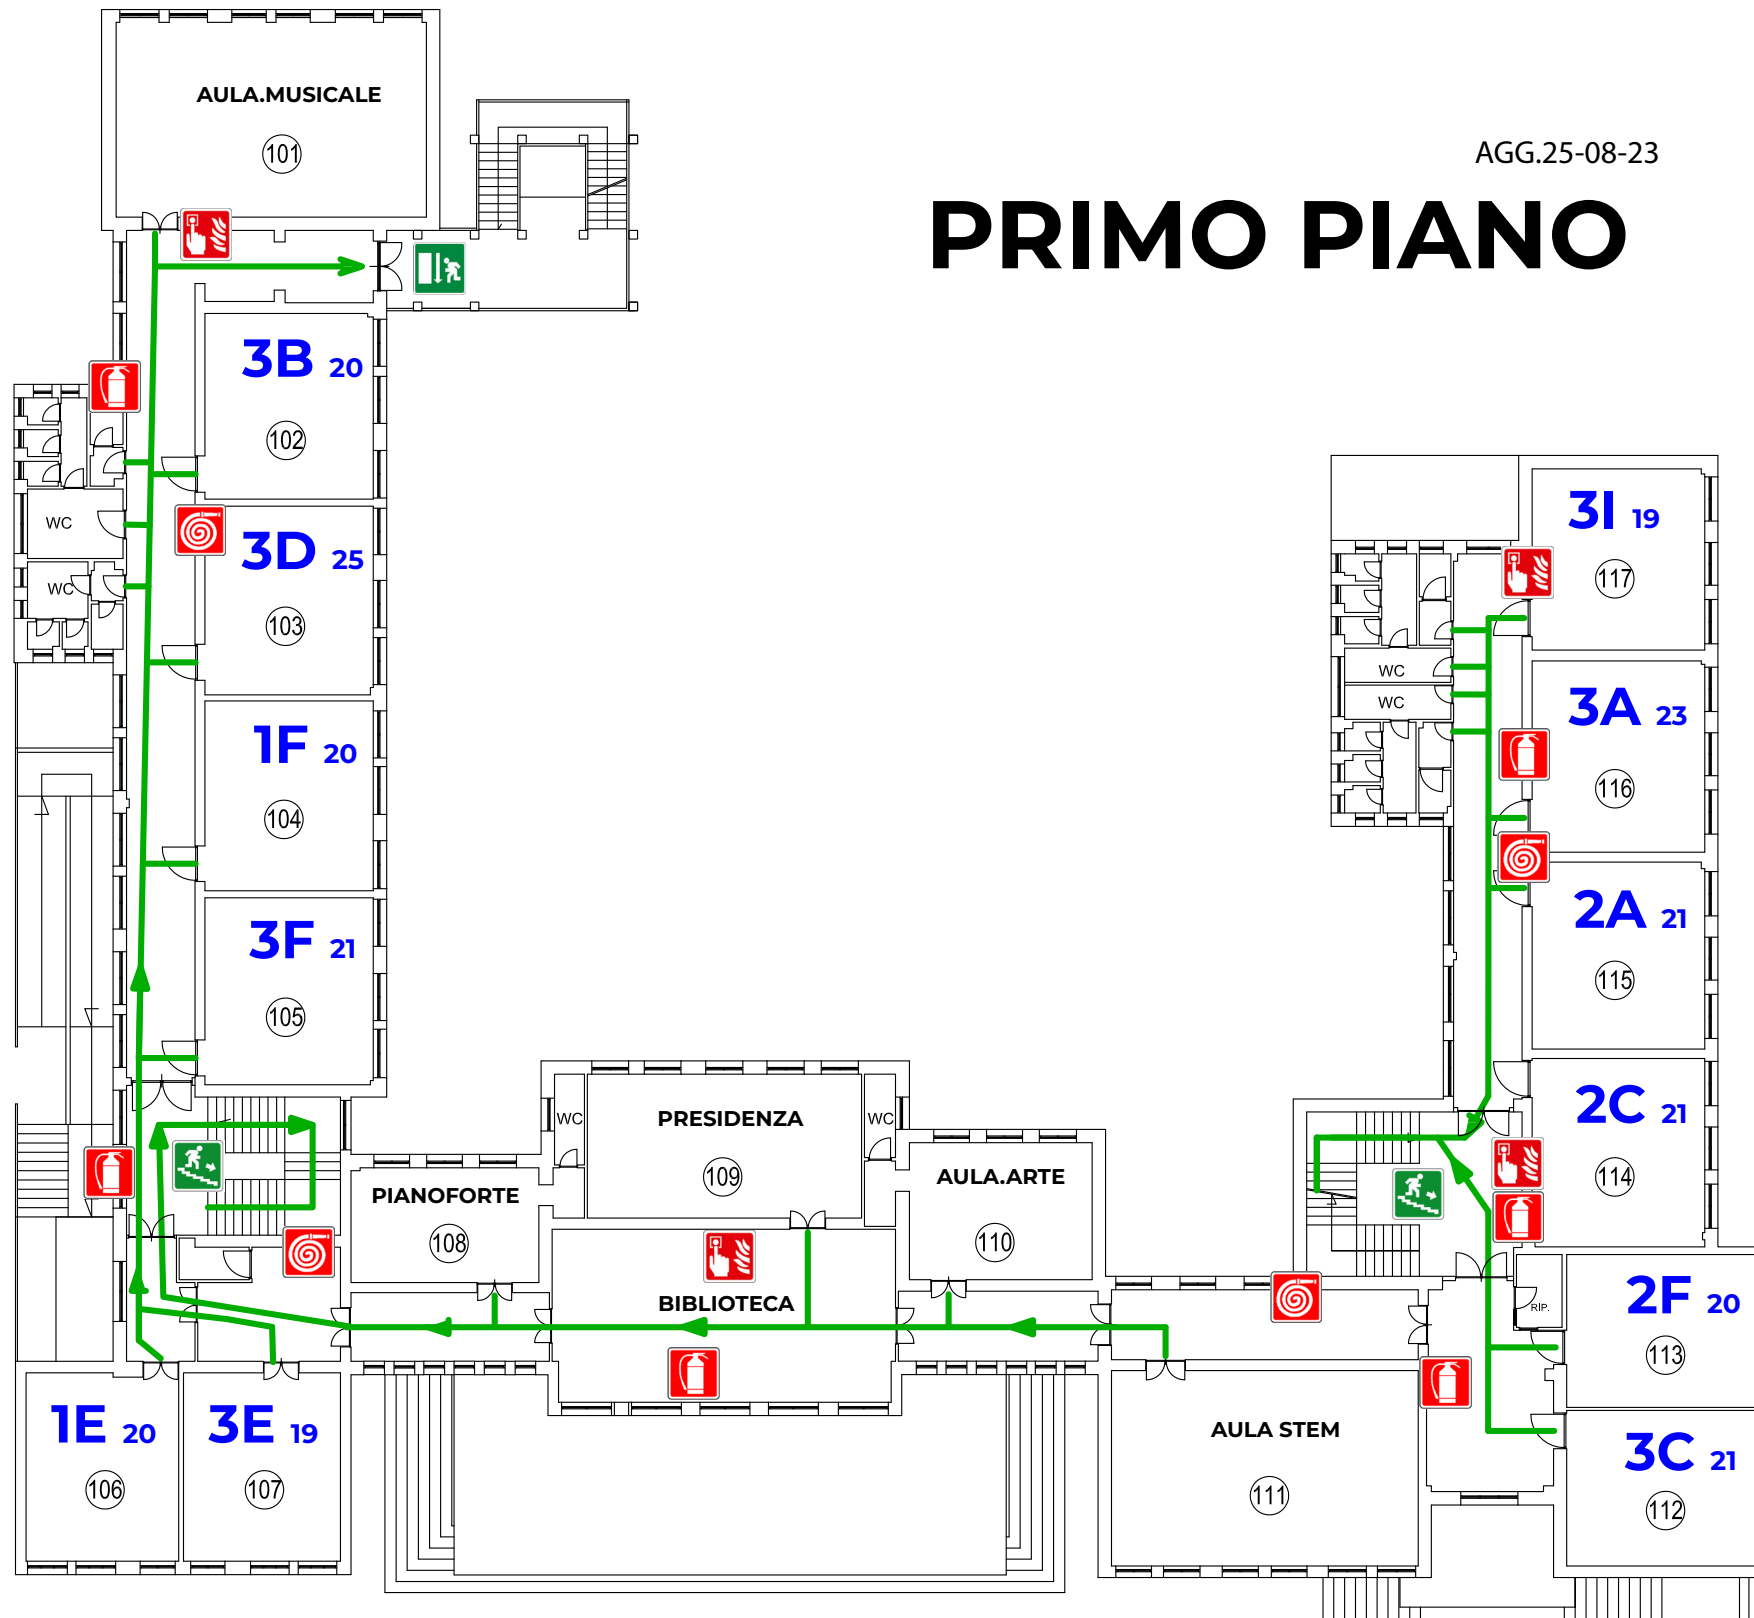 AGG.25-08-23
PRIMO PIANO
AULA.MUSICALE
101
3B 20
102
WC
3D 25
103
WC
1F 20
104
3F 21
105
1E 20
106
3E 19
107
PIANOFORTE
108
WC
PRESIDENZA
109
WC
BIBLIOTECA
AULA.ARTE
110
AULA STEM
111
3I 19
117
WC
WC
3A 23
116
2A 21
115
2C 21
114
RIP.
2F 20
113
3C 21
112